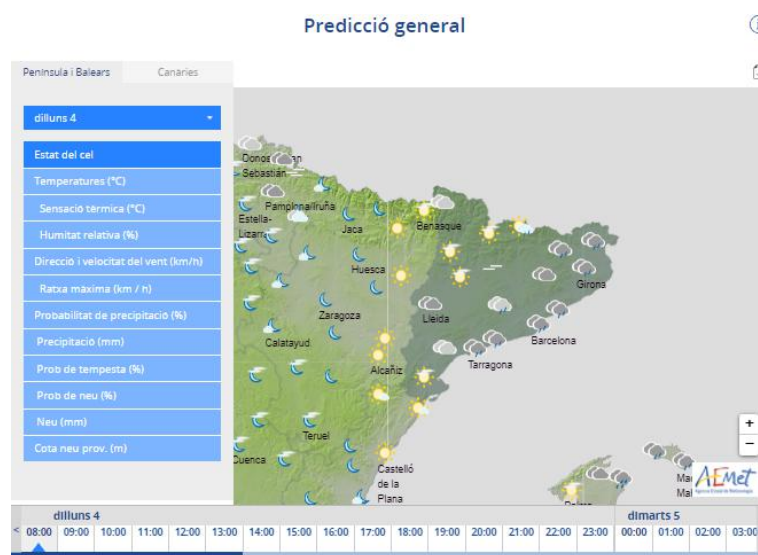 Predicció general
Península i Balears
Canàries
dilluns 4
Estat del cel
Temperatures (°C)
Sensació tèrmica (°C)
Humitat relativa (%)
Direcció i velocitat del vent (km/h)
Ratxa màxima (km / h)
Probabilitat de precipitació (%)
Precipitació (mm)
Prob de tempesta (%)
Prob de neu (%)
Neu (mm)
Cota neu prov. (m)
Sebastián
Pamplona/Iruña
Estella-
Jaca
Benasque
Huesca
Girona
Zaragoza
Lleida
Calatayud
Barcelona
Alcañiz
Tarragona
Teruel
Cuenca
Castelló
de la
Plana
+
−
AEMet
Agencia Estatal de Meteorología
dilluns 4
dimarts 5
< 08:00 09:00 10:00 11:00 12:00 13:00 14:00 15:00 16:00 17:00 18:00 19:00 20:00 21:00 22:00 23:00 00:00 01:00 02:00 03:00